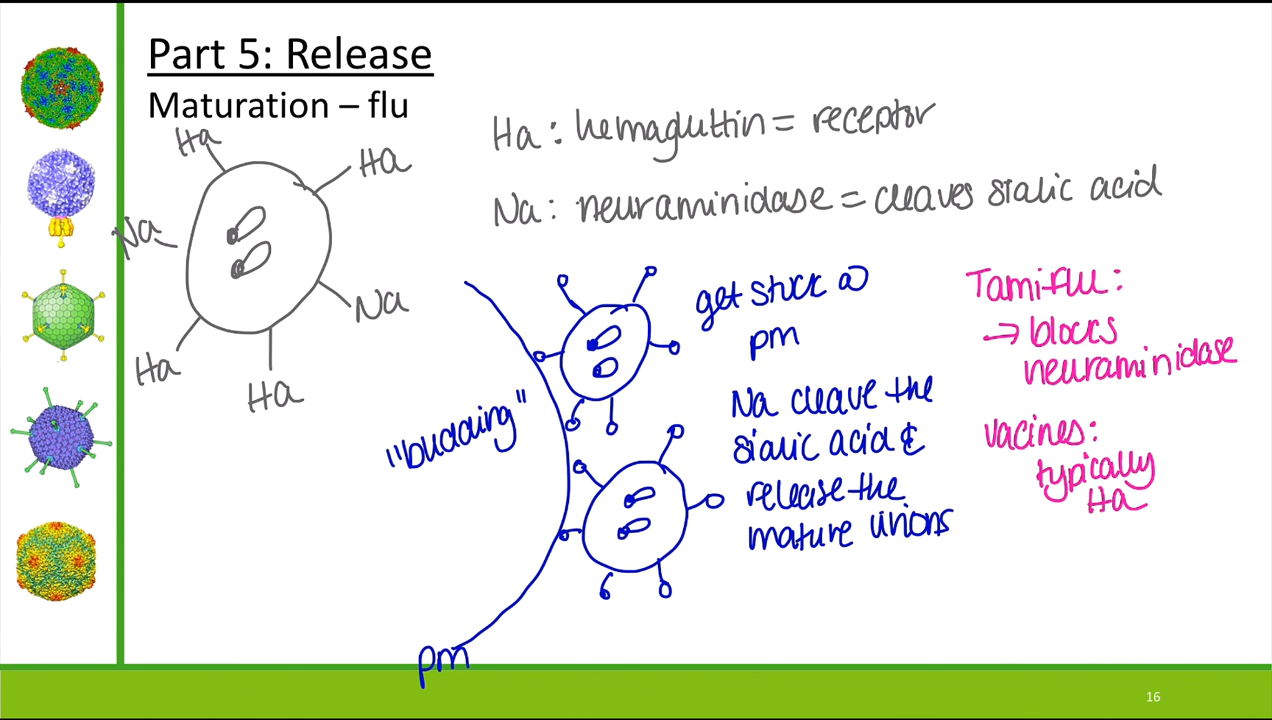 Part 5: Release
Maturation – flu
Ha: hemagluttin = receptor
Na: neuraminidase = cleaves sialic acid
Ha
Ha
Na
Na
Ha
Ha
"budding"
pm
get stuck @
pm
Na cleave the
sialic acid &
release the
mature virions
Tamiflu:
→ blocks
neuraminidase
vacines:
typically
Ha
16